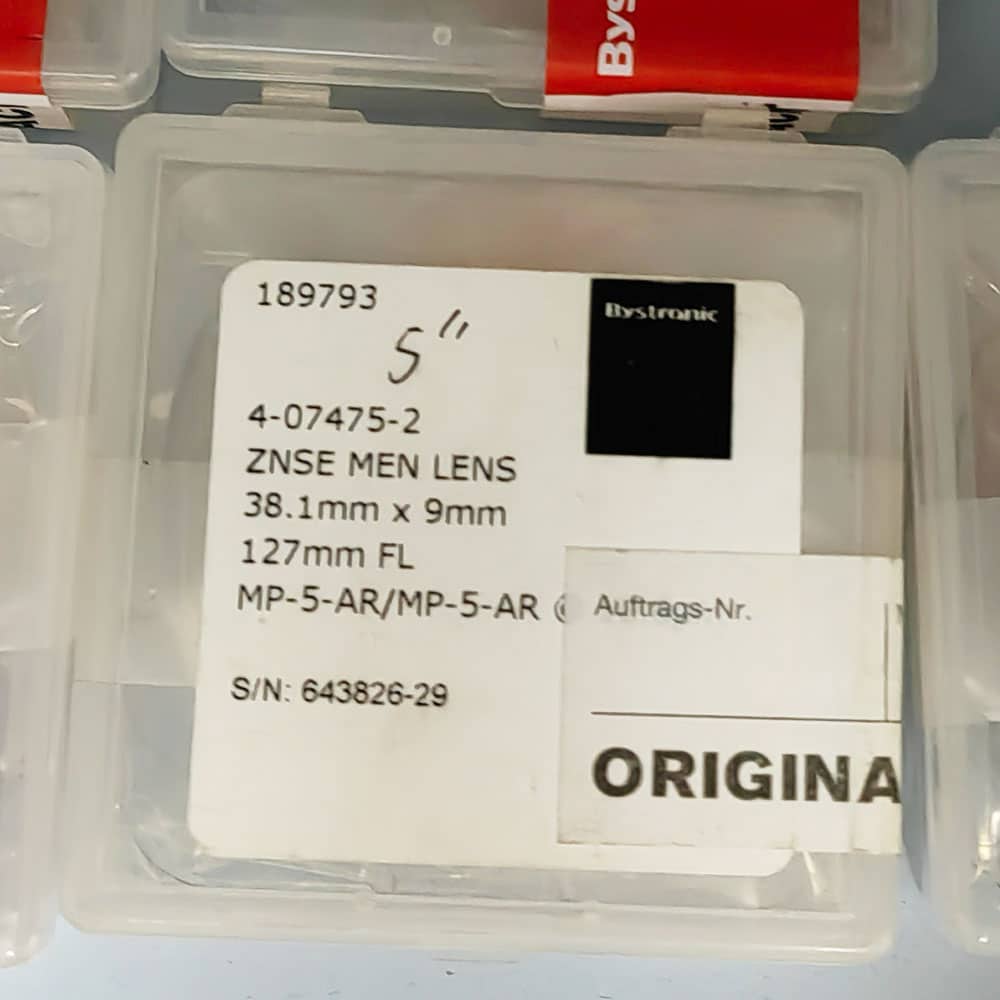 Bys
189793
Bystronic
5"
4-07475-2
ZNSE MEN LENS
38.1mm x 9mm
127mm FL
MP-5-AR/MP-5-AR
Auftrags-Nr.
S/N: 643826-29
ORIGINA